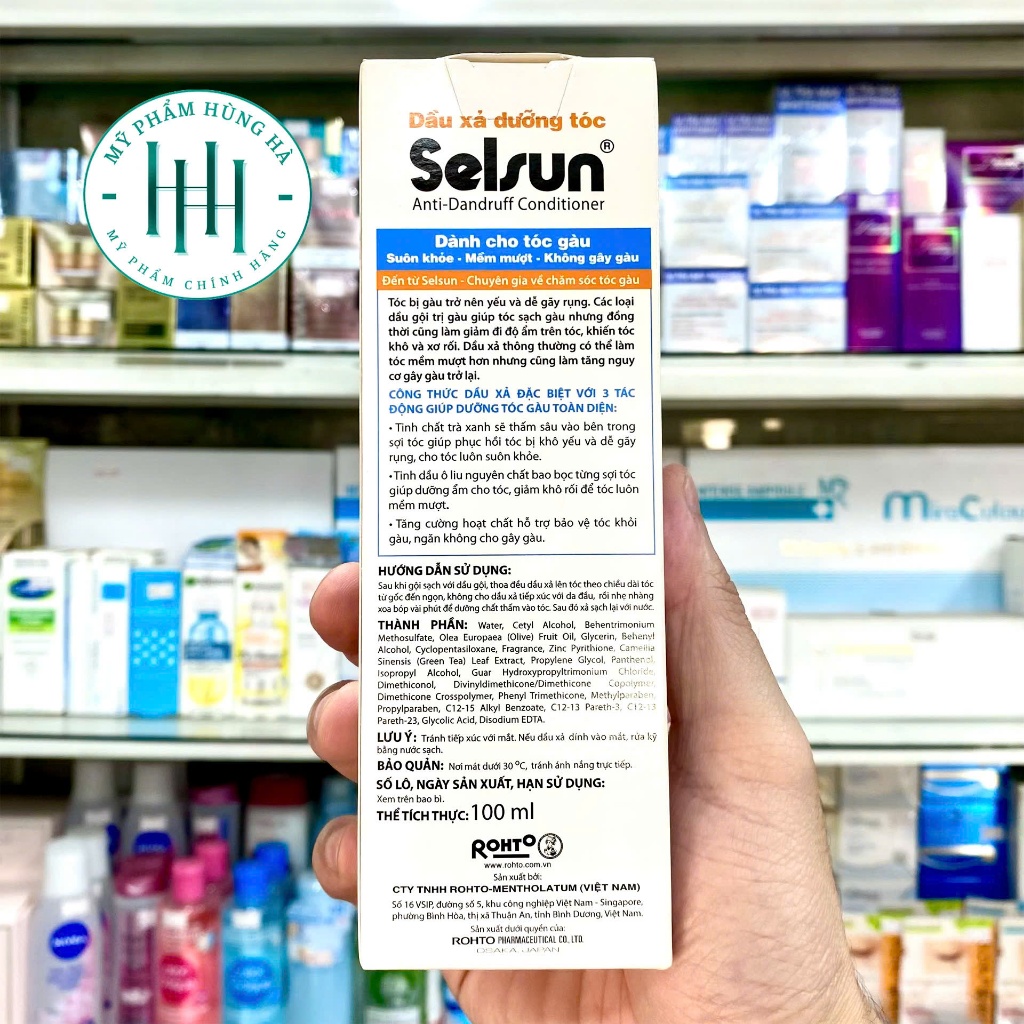 MỸ PHẨM HÙNG HÀ
MỸ PHẨM CHÍNH HÃNG
Dầu xả dưỡng tóc
Selsun®
Anti-Dandruff Conditioner
Dành cho tóc gàu
Suôn khỏe - Mềm mượt - Không gây gàu
Đến từ Selsun - Chuyên gia về chăm sóc tóc gàu
Tóc bị gàu trở nên yếu và dễ gãy rụng. Các loại
dầu gội trị gàu giúp tóc sạch gàu nhưng đồng
thời cũng làm giảm đi độ ẩm trên tóc, khiến tóc
khô và xơ rối. Dầu xả thông thường có thể làm
tóc mềm mượt hơn nhưng cũng làm tăng nguy
cơ gây gàu trở lại.
CÔNG THỨC DẦU XẢ ĐẶC BIỆT VỚI 3 TÁC
ĐỘNG GIÚP DƯỠNG TÓC GÀU TOÀN DIỆN:
• Tinh chất trà xanh sẽ thấm sâu vào bên trong
sợi tóc giúp phục hồi tóc bị khô yếu và dễ gãy
rụng, cho tóc luôn suôn khỏe.
• Tinh dầu ô liu nguyên chất bao bọc từng sợi tóc
giúp dưỡng ẩm cho tóc, giảm khô rối để tóc luôn
mềm mượt.
• Tăng cường hoạt chất hỗ trợ bảo vệ tóc khỏi
gàu, ngăn không cho gây gàu.
HƯỚNG DẪN SỬ DỤNG:
Sau khi gội sạch với dầu gội, thoa đều dầu xả lên tóc theo chiều dài tóc
từ gốc đến ngọn, không cho dầu xả tiếp xúc với da đầu, rồi nhẹ nhàng
xoa bóp vài phút để dưỡng chất thấm vào tóc. Sau đó xả sạch lại với nước.
THÀNH PHẦN: Water, Cetyl Alcohol, Behentrimonium
Methosulfate, Olea Europaea (Olive) Fruit Oil, Glycerin, Behenyl
Alcohol, Cyclopentasiloxane, Fragrance, Zinc Pyrithione, Camellia
Sinensis (Green Tea) Leaf Extract, Propylene Glycol, Panthenol,
Isopropyl Alcohol, Guar Hydroxypropyltrimonium Chloride,
Dimethiconol, Divinyldimethicone/Dimethicone Copolymer,
Dimethicone Crosspolymer, Phenyl Trimethicone, Methylparaben,
Propylparaben, C12-15 Alkyl Benzoate, C12-13 Pareth-3, C12-13
Pareth-23, Glycolic Acid, Disodium EDTA.
LƯU Ý: Tránh tiếp xúc với mắt. Nếu dầu xả dính vào mắt, rửa kỹ
bằng nước sạch.
BẢO QUẢN: Nơi mát dưới 30 °C, tránh ánh nắng trực tiếp.
SỐ LÔ, NGÀY SẢN XUẤT, HẠN SỬ DỤNG:
Xem trên bao bì.
THỂ TÍCH THỰC: 100 ml
ROHTO
www.rohto.com.vn
Sản xuất bởi:
CTY TNHH ROHTO-MENTHOLATUM (VIỆT NAM)
Số 16 VSIP, đường số 5, khu công nghiệp Việt Nam - Singapore,
phường Bình Hòa, thị xã Thuận An, tỉnh Bình Dương, Việt Nam.
Sản xuất dưới quyền của:
ROHTO PHARMACEUTICAL CO., LTD.
OSAKA, JAPAN